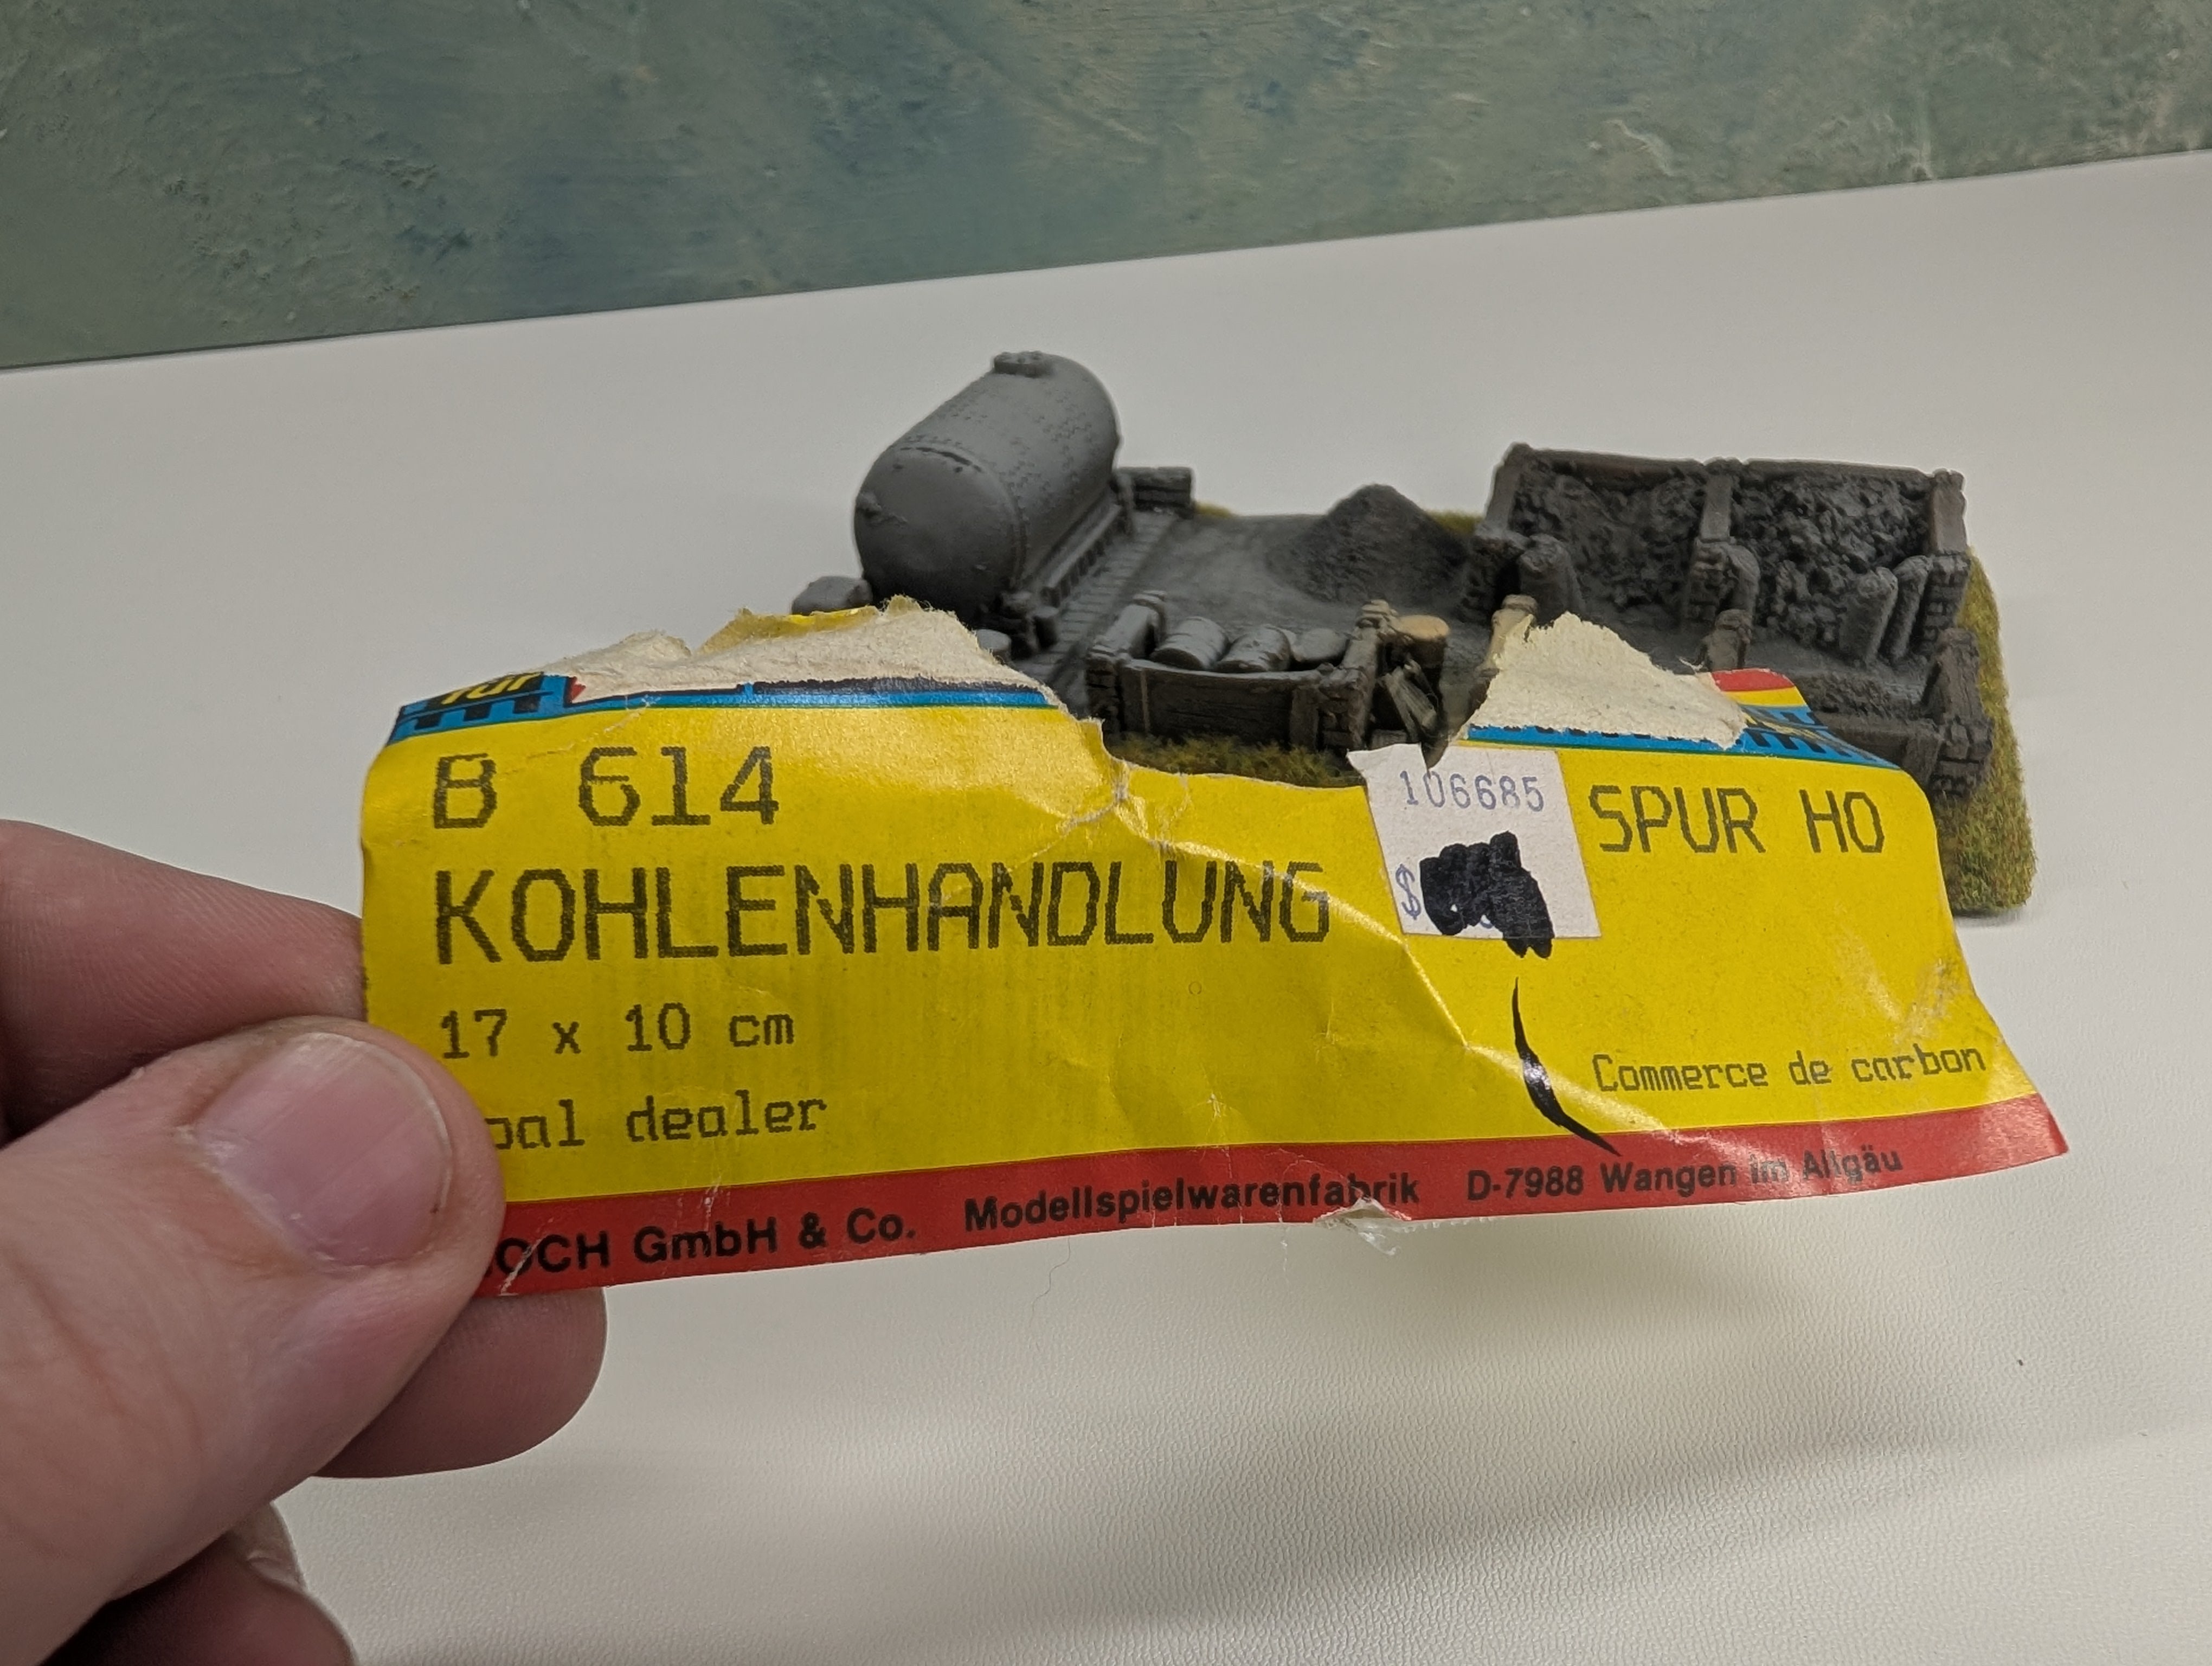 für
B 614
106685
SPUR HO
$
KOHLENHANDLUNG
17 x 10 cm
oal dealer
Commerce de carbon
OCH GmbH & Co. Modellspielwarenfabrik D-7988 Wangen im Allgäu